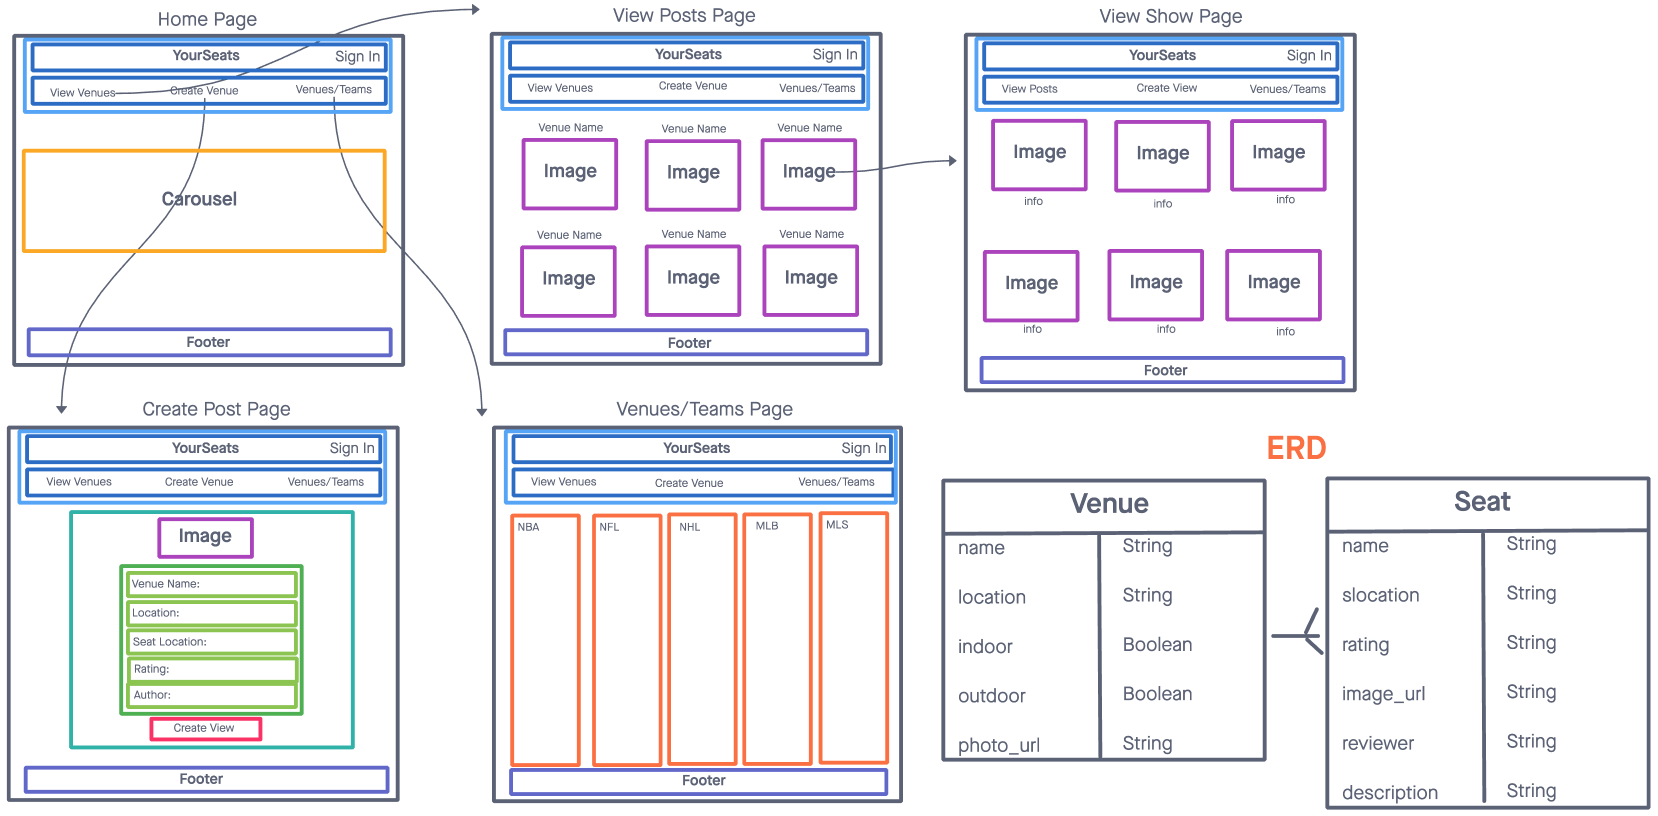 Home Page
YourSeats Sign In
View Venues Create Venue Venues/Teams
Carousel
Footer
View Posts Page
YourSeats Sign In
View Venues Create Venue Venues/Teams
Venue Name Venue Name Venue Name
Image Image Image
Venue Name Venue Name Venue Name
Image Image Image
Footer
View Show Page
YourSeats Sign In
View Posts Create View Venues/Teams
Image Image Image
info info info
Image Image Image
info info info
Footer
Create Post Page
YourSeats Sign In
View Venues Create Venue Venues/Teams
Image
Venue Name:
Location:
Seat Location:
Rating:
Author:
Create View
Footer
Venues/Teams Page
YourSeats Sign In
View Venues Create Venue Venues/Teams
NBA NFL NHL MLB MLS
Footer
ERD
Venue
name String
location String
indoor Boolean
outdoor Boolean
photo_url String
Seat
name String
slocation String
rating String
image_url String
reviewer String
description String